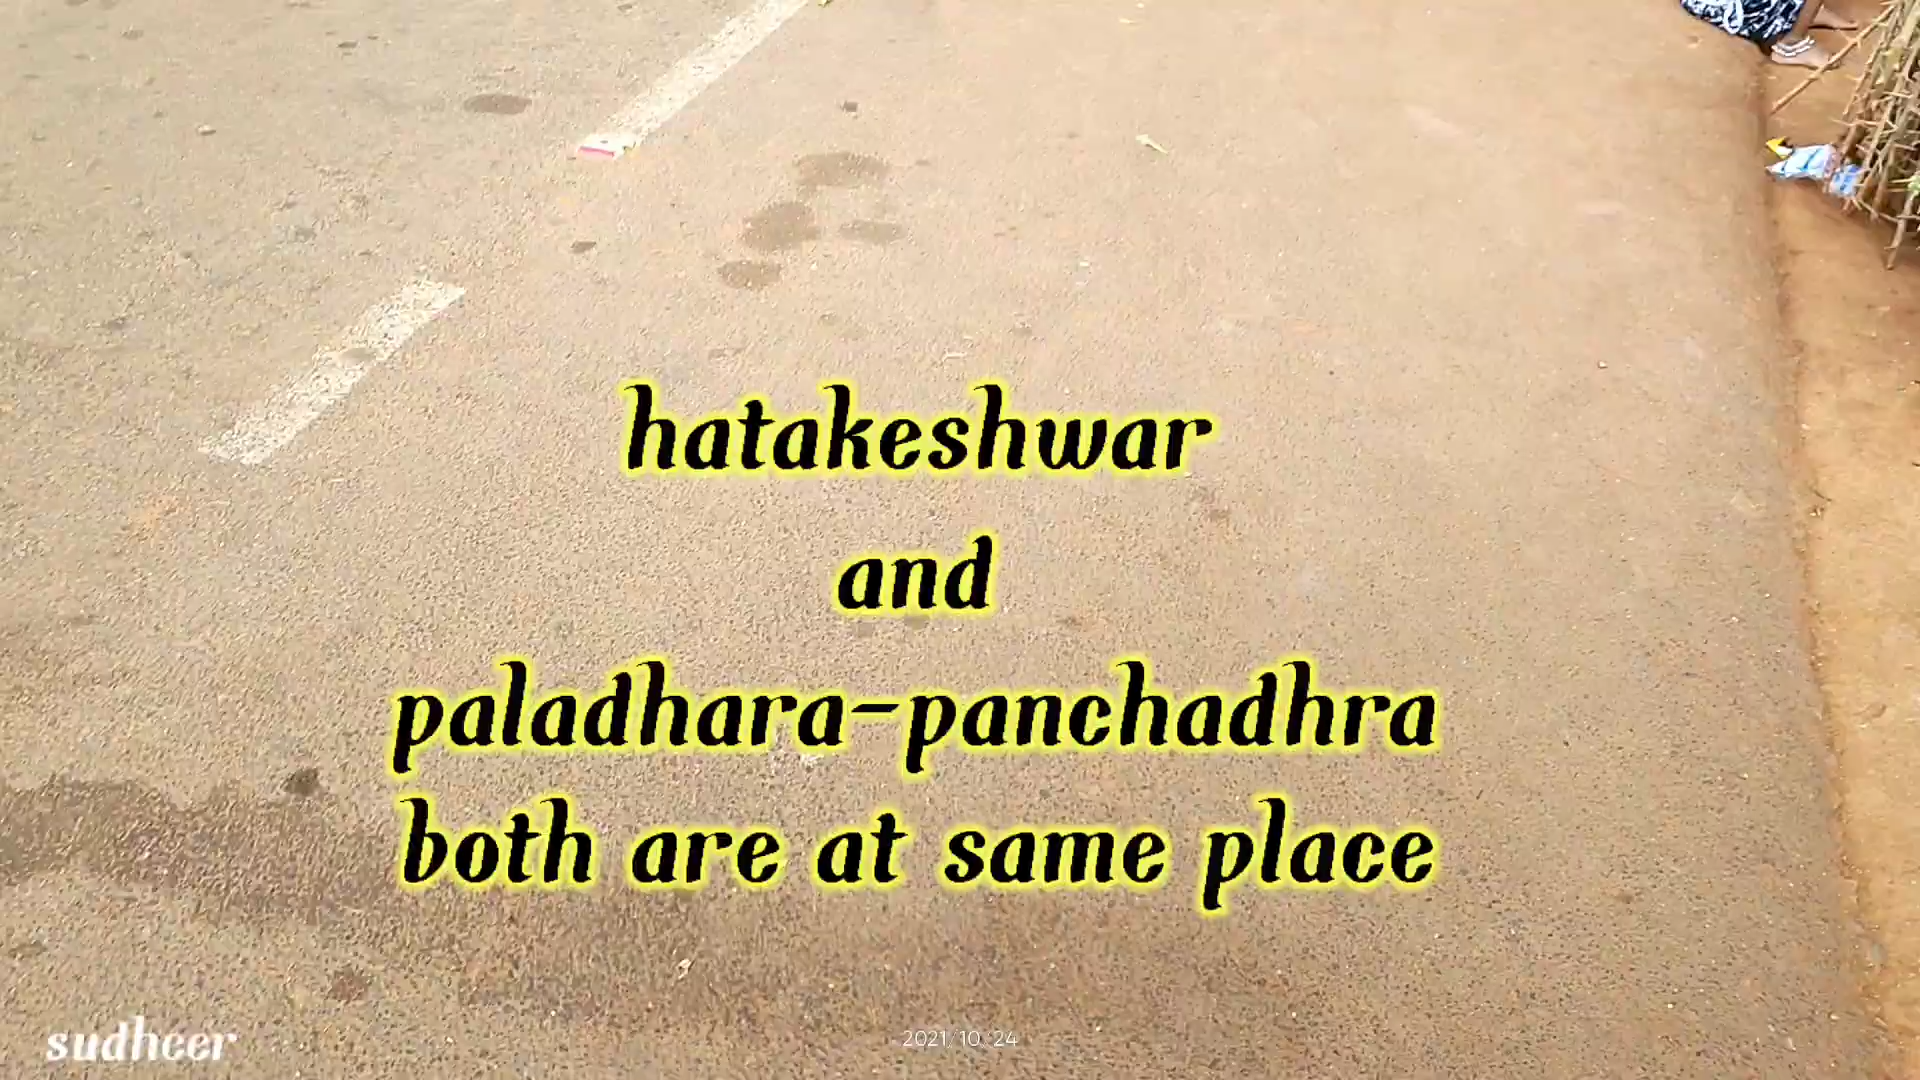 hatakeshwar
and
paladhara-panchadhra
both are at same place
sudheer
2021/10/24